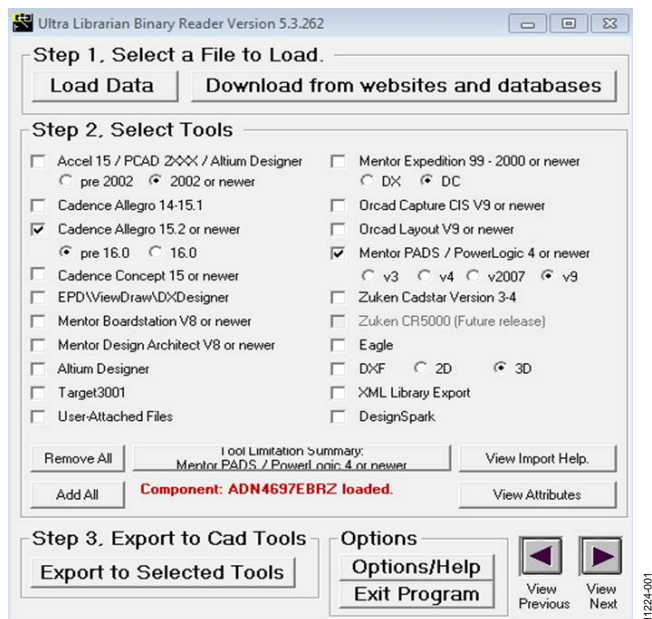 Ultra Librarian Binary Reader Version 5.3.262
Step 1, Select a File to Load.
Load Data
Download from websites and databases
Step 2, Select Tools
Accel 15 / PCAD 2XXX / Altium Designer
pre 2002 2002 or newer
Cadence Allegro 14-15.1
Cadence Allegro 15.2 or newer
pre 16.0 16.0
Cadence Concept 15 or newer
EPD\ViewDraw\DXDesigner
Mentor Boardstation V8 or newer
Mentor Design Architect V8 or newer
Altium Designer
Target3001
User-Attached Files
Mentor Expedition 99 - 2000 or newer
DX DC
Orcad Capture CIS V9 or newer
Orcad Layout V9 or newer
Mentor PADS / PowerLogic 4 or newer
v3 v4 v2007 v9
Zuken Cadstar Version 3-4
Zuken CR5000 (Future release)
Eagle
DXF 2D 3D
XML Library Export
DesignSpark
Remove All
Tool Limitation Summary:
Mentor PADS / PowerLogic 4 or newer
View Import Help.
Add All
Component: ADN4697EBRZ loaded.
View Attributes
Step 3, Export to Cad Tools
Export to Selected Tools
Options
Options/Help
Exit Program
View Previous
View Next
11224-001